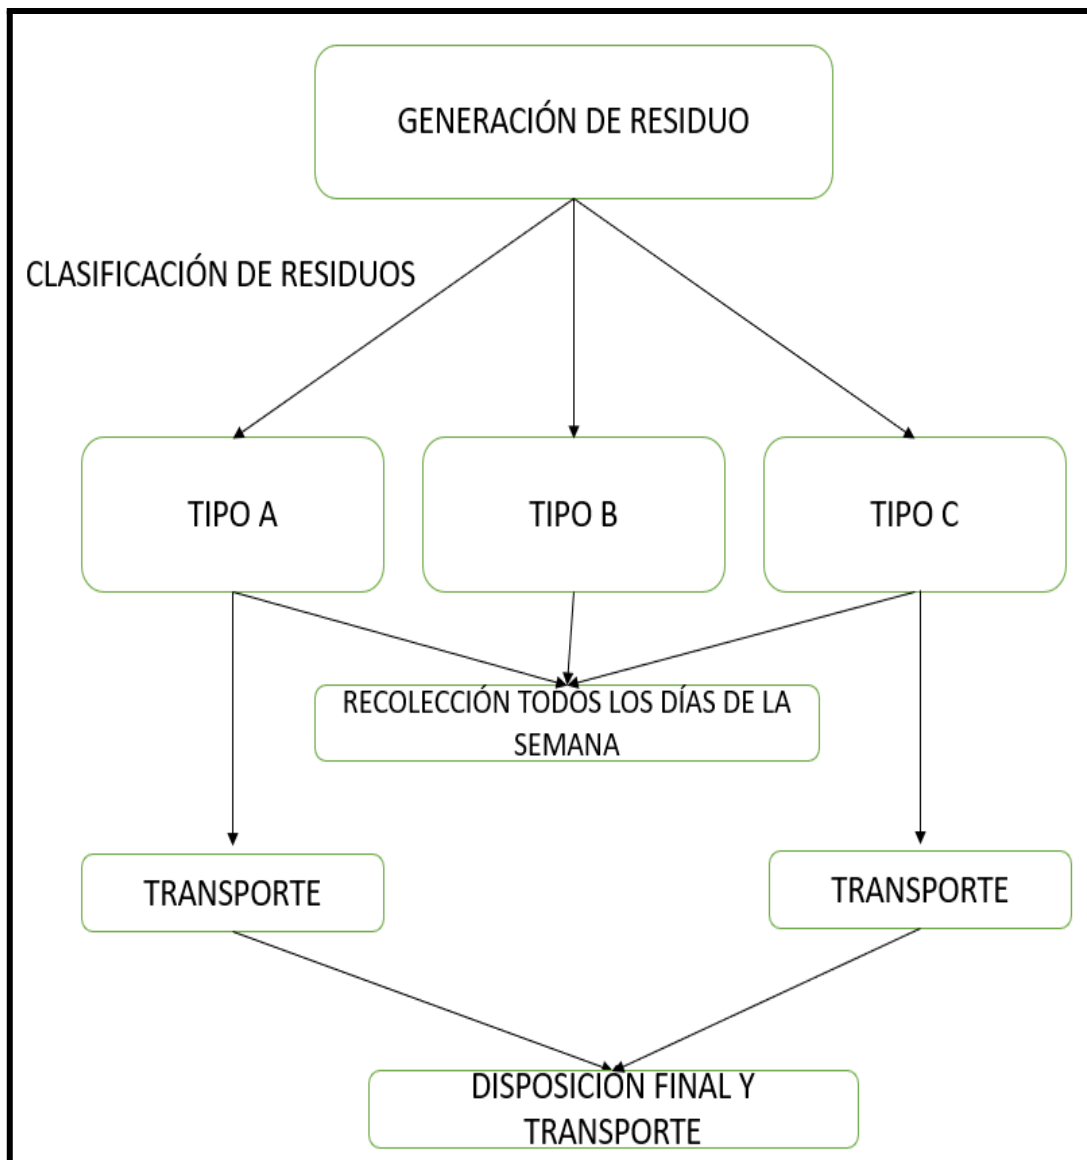 GENERACIÓN DE RESIDUO
CLASIFICACIÓN DE RESIDUOS
TIPO A
TIPO B
TIPO C
RECOLECCIÓN TODOS LOS DÍAS DE LA
SEMANA
TRANSPORTE
TRANSPORTE
DISPOSICIÓN FINAL Y
TRANSPORTE